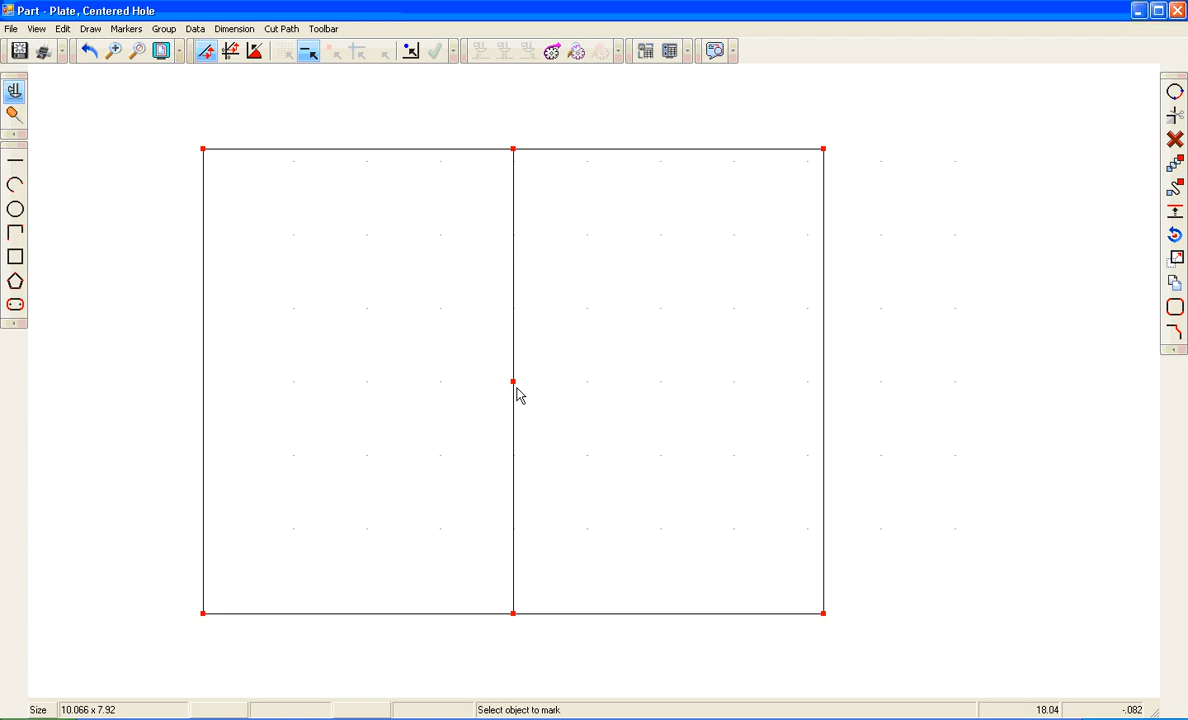 Part - Plate, Centered Hole
File View Edit Draw Markers Group Data Dimension Cut Path Toolbar
Size 10.066 x 7.92 Select object to mark 18.04 -.082